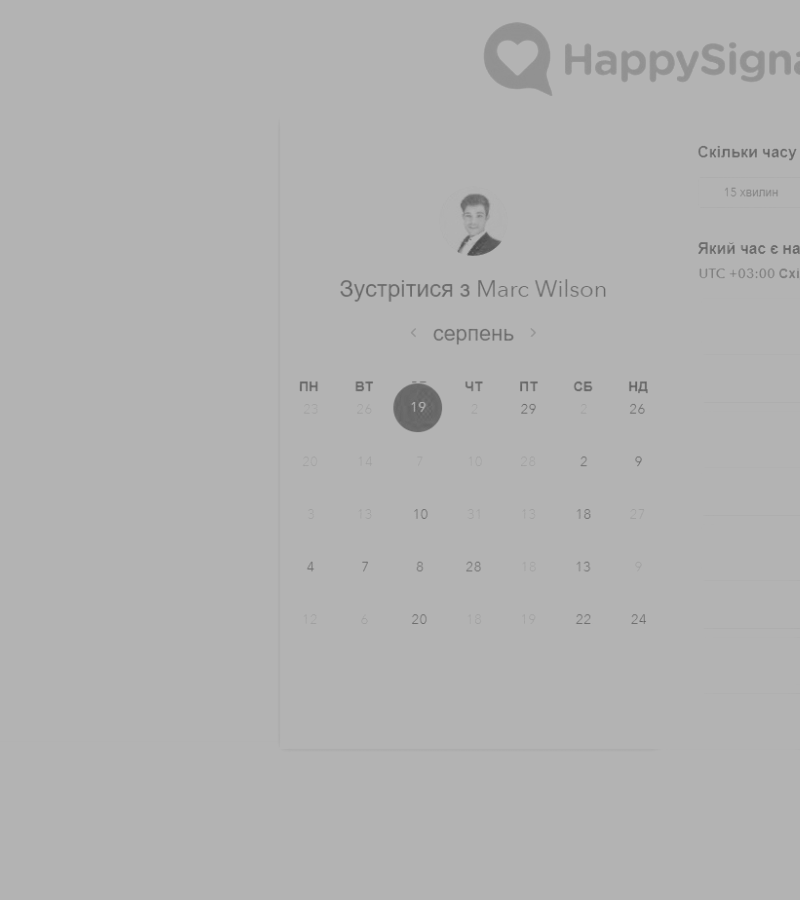 HappySigna
Зустрітися з Marc Wilson
серпень
ПН ВТ ЧТ ПТ СБ НД
23 26 19 2 29 2 26
20 14 7 10 28 2 9
3 13 10 31 13 18 27
4 7 8 28 18 13 9
12 6 20 18 19 22 24
Скільки часу
15 хвилин
Який час є на
UTC +03:00 Схі